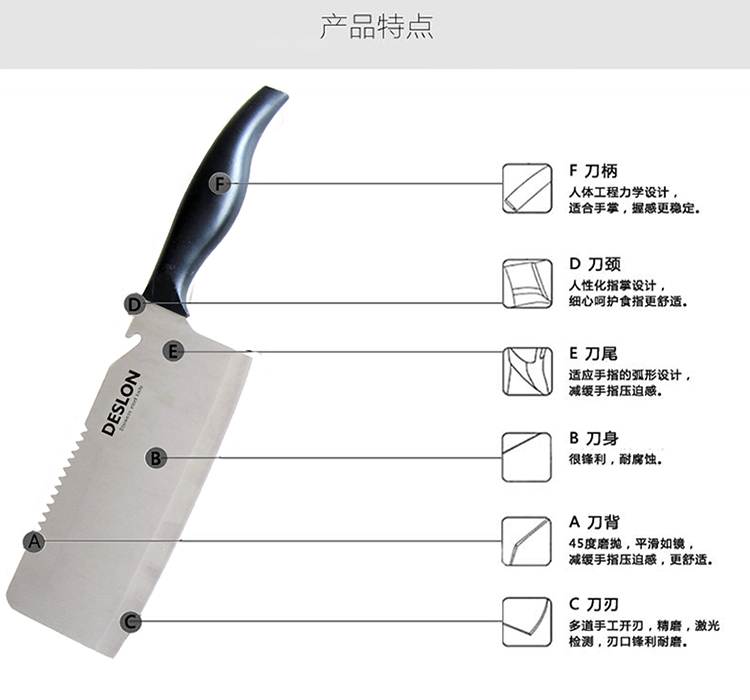 产品特点
F 刀柄
人体工程力学设计，
适合手掌，握感更稳定。
F
D 刀颈
人性化指掌设计，
细心呵护食指更舒适。
D
E 刀尾
适应手指的弧形设计，
减缓手指压迫感。
E
DESLON
Stainless steel knife
B 刀身
很锋利，耐腐蚀。
B
A 刀背
45度磨抛，平滑如镜，
减缓手指压迫感，更舒适。
A
C 刀刃
多道手工开刃，精磨，激光
检测，刃口锋利耐磨。
C